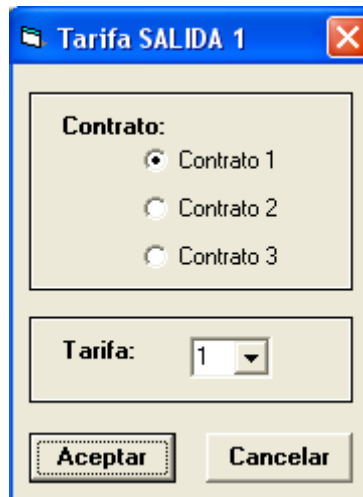 Tarifa SALIDA 1
Contrato:
Contrato 1
Contrato 2
Contrato 3
Tarifa: 1
Aceptar Cancelar